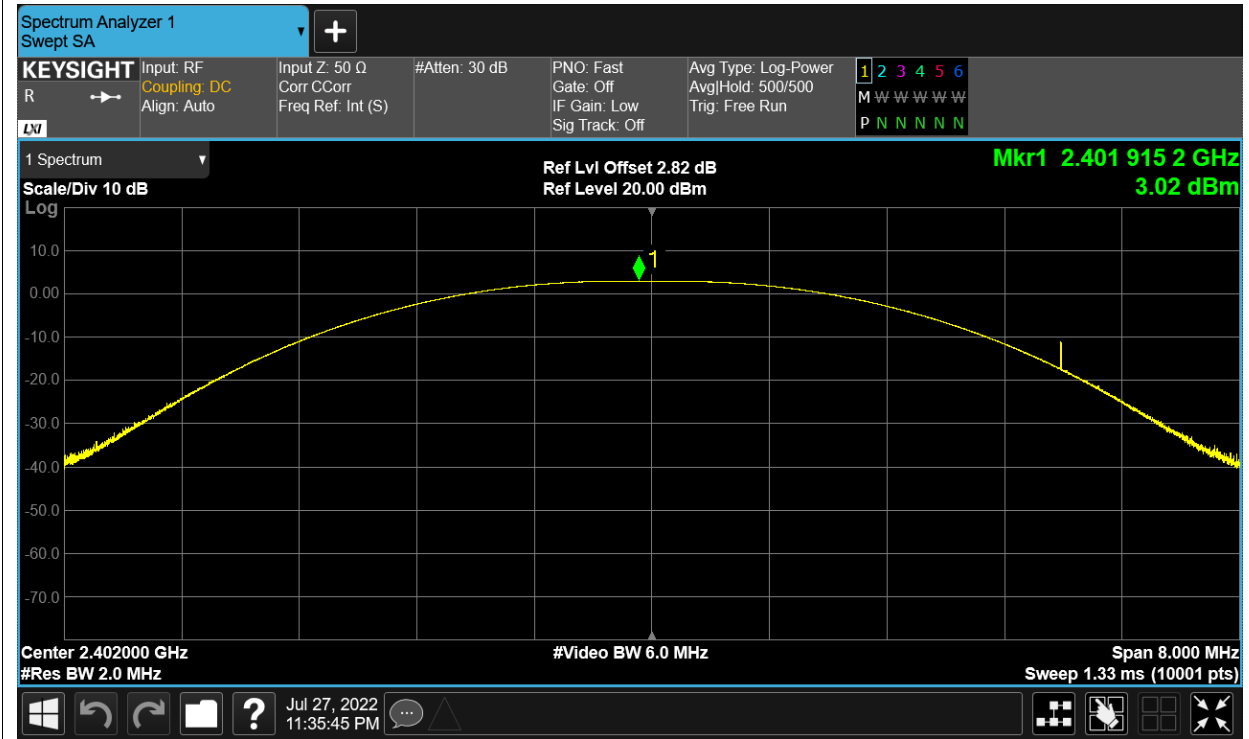 Spectrum Analyzer 1
Swept SA
KEYSIGHT
R
LXI
Input: RF
Coupling: DC
Align: Auto
Input Z: 50 Ω
Corr CCorr
Freq Ref: Int (S)
#Atten: 30 dB
PNO: Fast
Gate: Off
IF Gain: Low
Sig Track: Off
Avg Type: Log-Power
Avg|Hold: 500/500
Trig: Free Run
1 2 3 4 5 6
M W W W W W
P N N N N N
1 Spectrum
Scale/Div 10 dB
Log
Ref Lvl Offset 2.82 dB
Ref Level 20.00 dBm
Mkr1 2.401 915 2 GHz
3.02 dBm
1
10.0
0.00
-10.0
-20.0
-30.0
-40.0
-50.0
-60.0
-70.0
Center 2.402000 GHz
#Res BW 2.0 MHz
#Video BW 6.0 MHz
Span 8.000 MHz
Sweep 1.33 ms (10001 pts)
?
Jul 27, 2022
11:35:45 PM